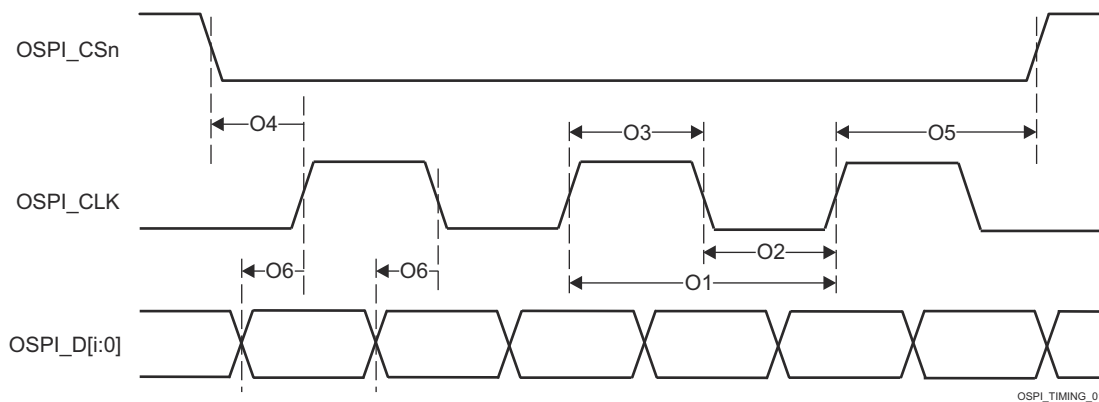 OSPI_CSn
O4
O3
O5
OSPI_CLK
O6
O6
O2
O1
OSPI_D[i:0]
OSPI_TIMING_0